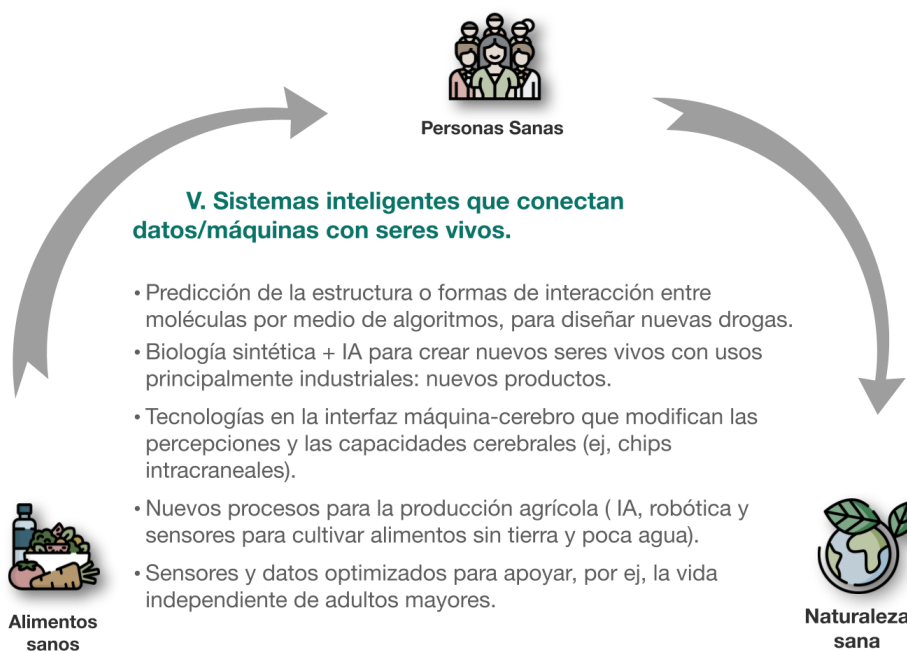 Personas Sanas
V. Sistemas inteligentes que conectan
datos/máquinas con seres vivos.
• Predicción de la estructura o formas de interacción entre
moléculas por medio de algoritmos, para diseñar nuevas drogas.
• Biología sintética + IA para crear nuevos seres vivos con usos
principalmente industriales: nuevos productos.
• Tecnologías en la interfaz máquina-cerebro que modifican las
percepciones y las capacidades cerebrales (ej, chips
intracraneales).
• Nuevos procesos para la producción agrícola ( IA, robótica y
sensores para cultivar alimentos sin tierra y poca agua).
• Sensores y datos optimizados para apoyar, por ej, la vida
independiente de adultos mayores.
Alimentos
sanos
Naturaleza
sana